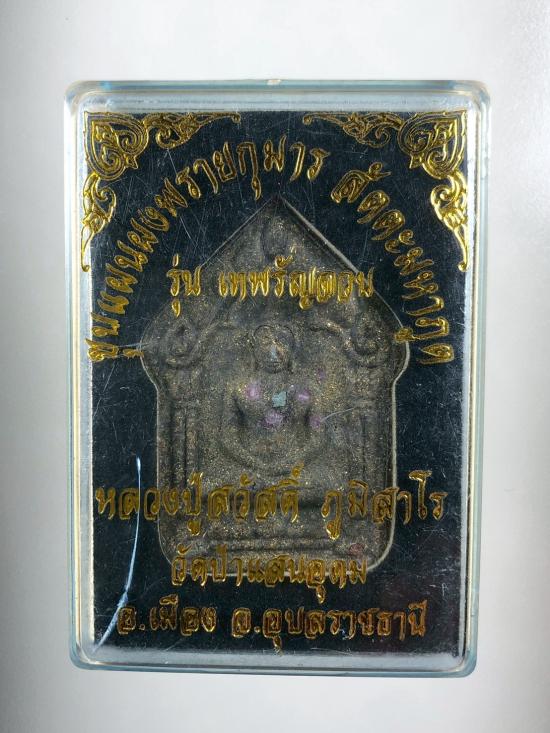 ขุนแผนผงพรายกุมาร สัตตะมหาภูติ
รุ่น เทพรัญจวน
หลวงปู่สวัสดิ์ ภูมิสาโร
วัดป่าแสนอุดม
อ.เมือง จ.อุบลราชธานี